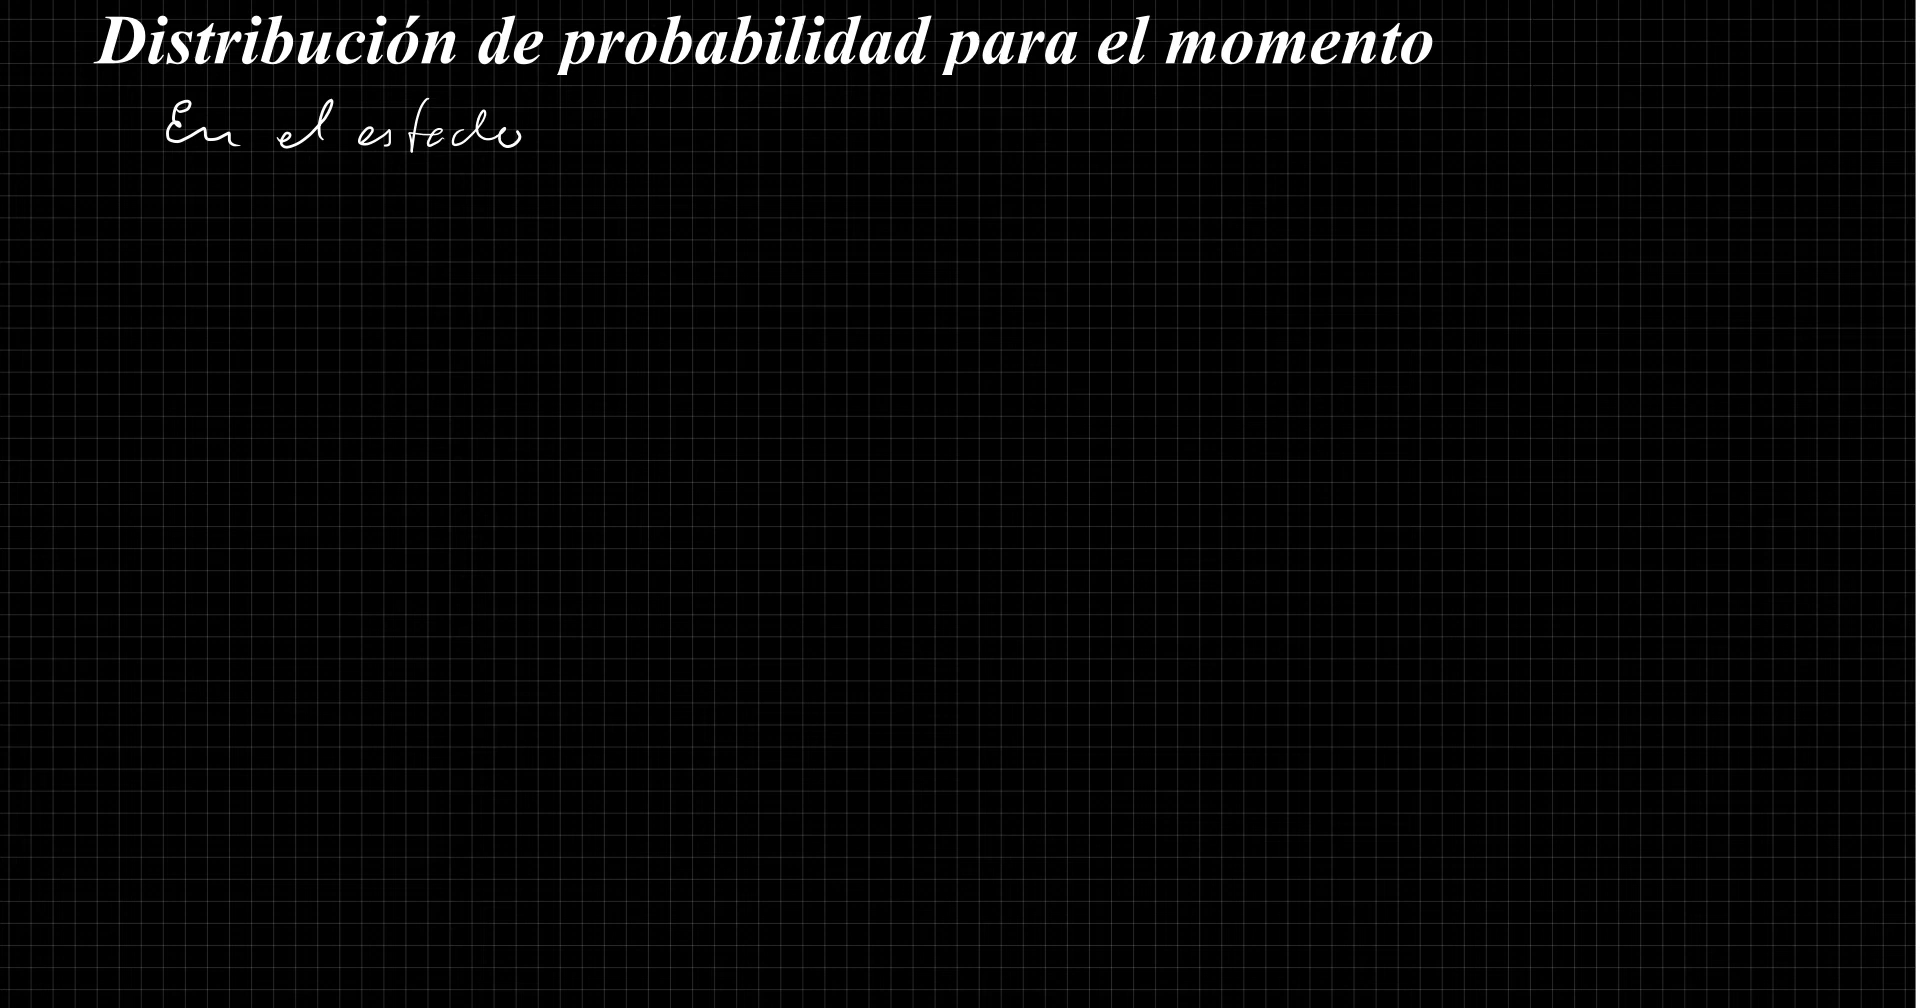 Distribución de probabilidad para el momento
En el estado